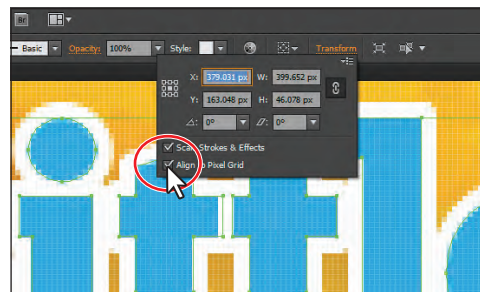 Br
Basic Opacity: 100% Style: Transform
X: 379.031 px W: 399.652 px
Y: 163.048 px H: 46.078 px
0° 0°
Scale Strokes & Effects
Align to Pixel Grid